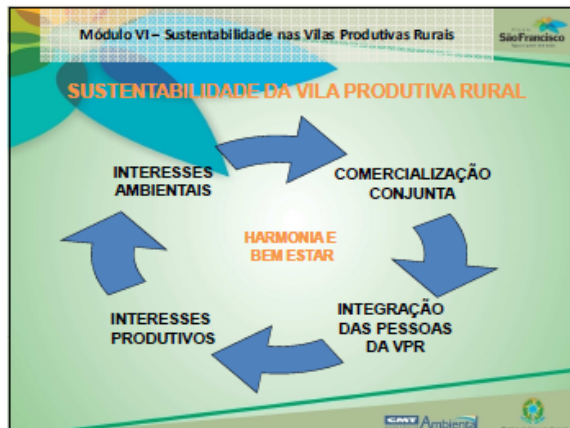 Módulo VI – Sustentabilidade nas Vilas Produtivas Rurais
São Francisco
SUSTENTABILIDADE DA VILA PRODUTIVA RURAL
INTERESSES
AMBIENTAIS
COMERCIALIZAÇÃO
CONJUNTA
HARMONIA E
BEM ESTAR
INTEGRAÇÃO
DAS PESSOAS
DA VPR
INTERESSES
PRODUTIVOS
CMT Ambiental